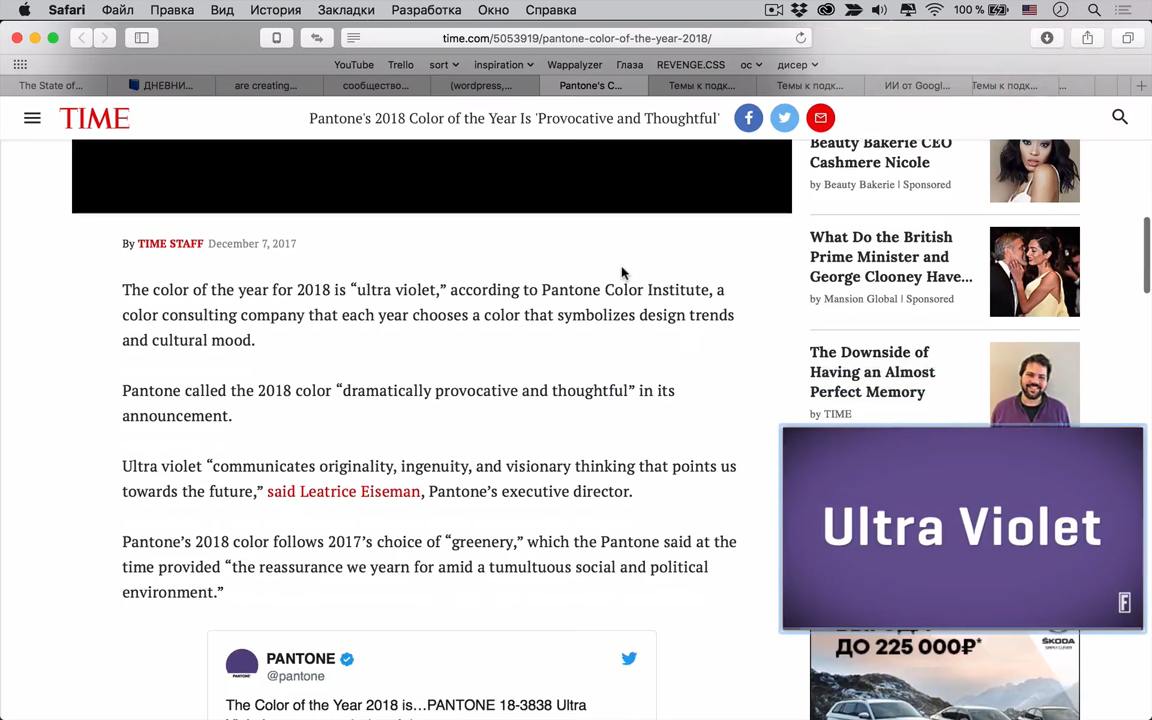 Safari Файл Правка Вид История Закладки Разработка Окно Справка 100 %
time.com/5053919/pantone-color-of-the-year-2018/
YouTube Trello sort inspiration Wappalyzer Глаза REVENGE.CSS ос дисер
The State of... ДНЕВНИ... are creating... сообщество... (wordpress,... Pantone's C... Темы к подк... Темы к подк... ИИ от Googl... Темы к подк... ...
TIME Pantone's 2018 Color of the Year Is 'Provocative and Thoughtful'
Beauty Bakerie CEO
Cashmere Nicole
by Beauty Bakerie | Sponsored
What Do the British
Prime Minister and
George Clooney Have...
by Mansion Global | Sponsored
The Downside of
Having an Almost
Perfect Memory
by TIME
By TIME STAFF December 7, 2017
The color of the year for 2018 is “ultra violet,” according to Pantone Color Institute, a
color consulting company that each year chooses a color that symbolizes design trends
and cultural mood.
Pantone called the 2018 color “dramatically provocative and thoughtful” in its
announcement.
Ultra violet “communicates originality, ingenuity, and visionary thinking that points us
towards the future,” said Leatrice Eiseman, Pantone’s executive director.
Pantone’s 2018 color follows 2017’s choice of “greenery,” which the Pantone said at the
time provided “the reassurance we yearn for amid a tumultuous social and political
environment.”
Ultra Violet
F
PANTONE
@pantone
The Color of the Year 2018 is…PANTONE 18-3838 Ultra
ДО 225 000₽*
ŠKODA